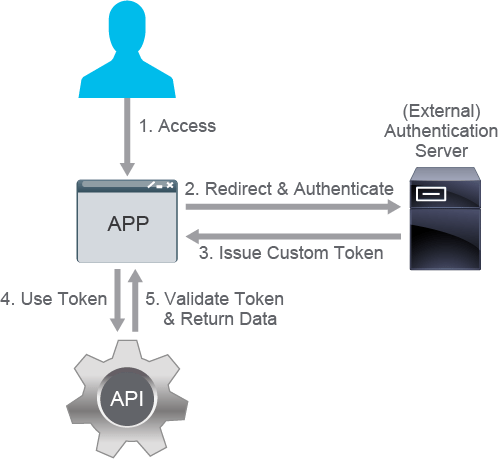 1. Access
(External)
Authentication
Server
APP
2. Redirect & Authenticate
3. Issue Custom Token
4. Use Token
5. Validate Token
& Return Data
API